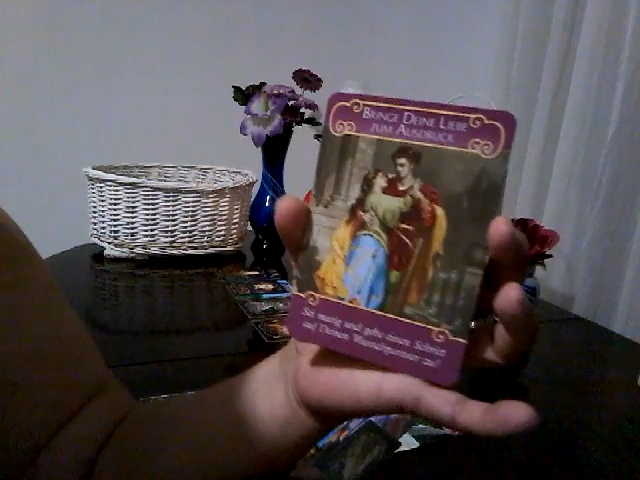 BRINGE DEINE LIEBE
ZUM AUSDRUCK
Sei mutig und gehe einen Schritt
auf Deinen Wunschpartner zu!